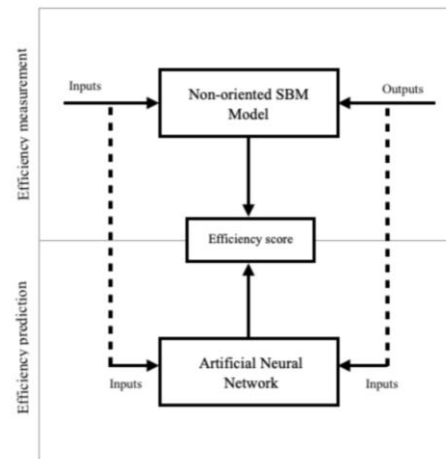 Efficiency measurement
Inputs
Non-oriented SBM
Model
Outputs
Efficiency score
Efficiency prediction
Inputs
Artificial Neural
Network
Inputs